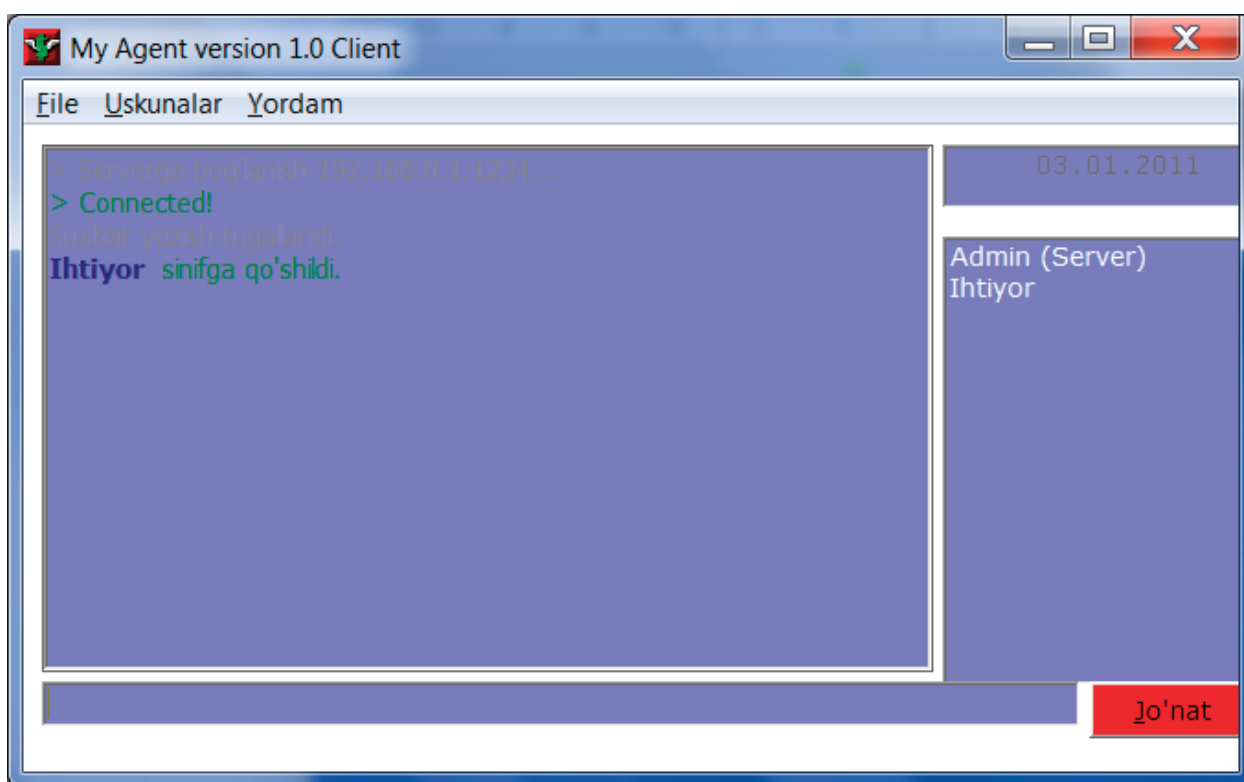 My Agent version 1.0 Client
File Uskunalar Yordam
> Serverga bog'lanish 192.168.0.1:1234...
> Connected!
Suxbat yozish tugalandi.
Ihtiyor sinifga qo'shildi.
03.01.2011
Admin (Server)
Ihtiyor
Jo'nat